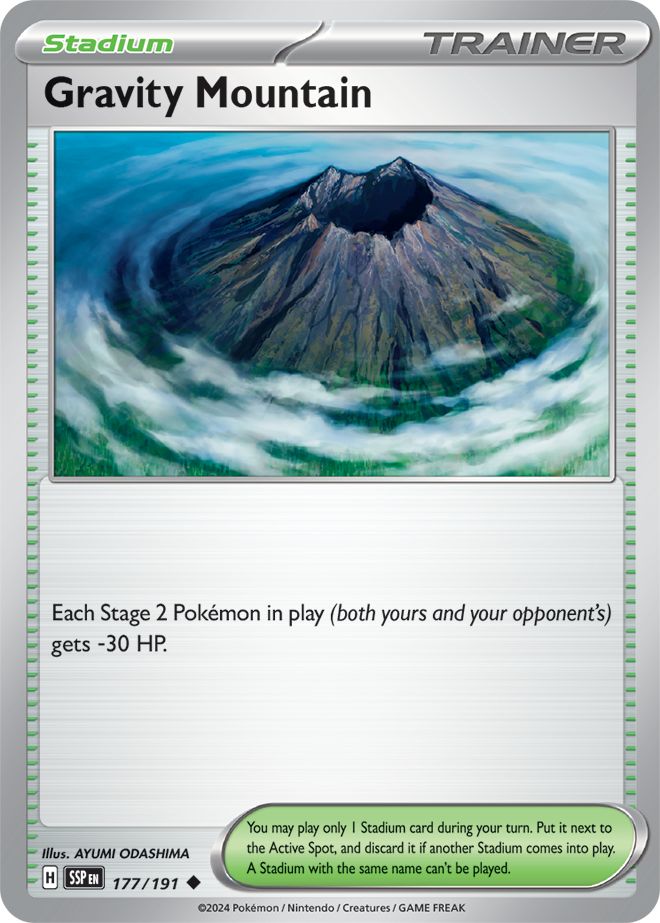 Stadium
TRAINER
Gravity Mountain
Each Stage 2 Pokémon in play (both yours and your opponent's)
gets -30 HP.
You may play only 1 Stadium card during your turn. Put it next to
the Active Spot, and discard it if another Stadium comes into play.
A Stadium with the same name can't be played.
Illus. AYUMI ODASHIMA
H SSP EN 177/191
©2024 Pokémon / Nintendo / Creatures / GAME FREAK